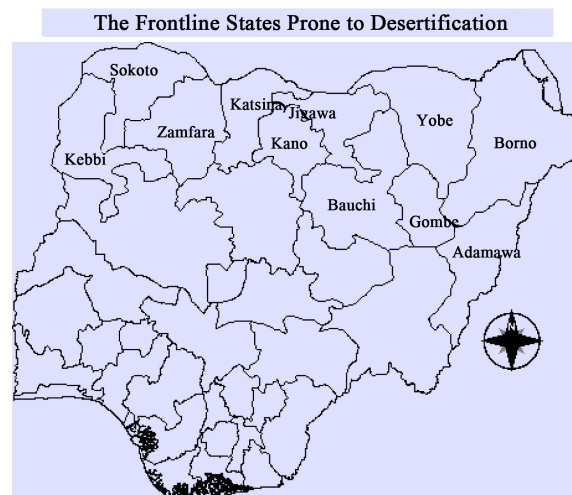 The Frontline States Prone to Desertification
Sokoto
Katsina
Jigawa
Yobe
Zamfara
Kano
Borno
Kebbi
Bauchi
Gombe
Adamawa